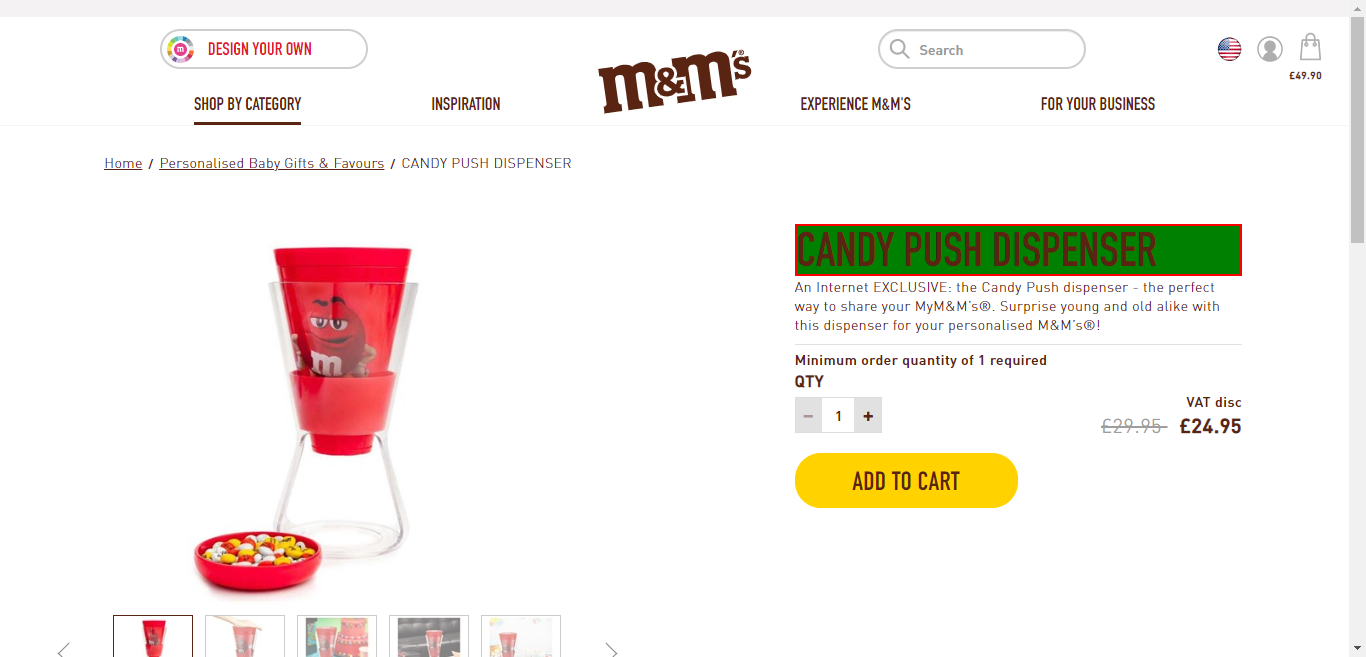 DESIGN YOUR OWN
m&m's®
Search
£49.90
SHOP BY CATEGORY
INSPIRATION
EXPERIENCE M&M'S
FOR YOUR BUSINESS
Home / Personalised Baby Gifts & Favours / CANDY PUSH DISPENSER
CANDY PUSH DISPENSER
An Internet EXCLUSIVE: the Candy Push dispenser - the perfect
way to share your MyM&M's®. Surprise young and old alike with
this dispenser for your personalised M&M's®!
Minimum order quantity of 1 required
QTY
- 1 +
VAT disc
£29.95 £24.95
ADD TO CART
m